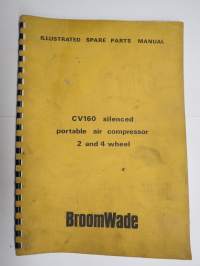 ILLUSTRATED SPARE PARTS MANUAL
CV160 silenced
portable air compressor
2 and 4 wheel
BroomWade